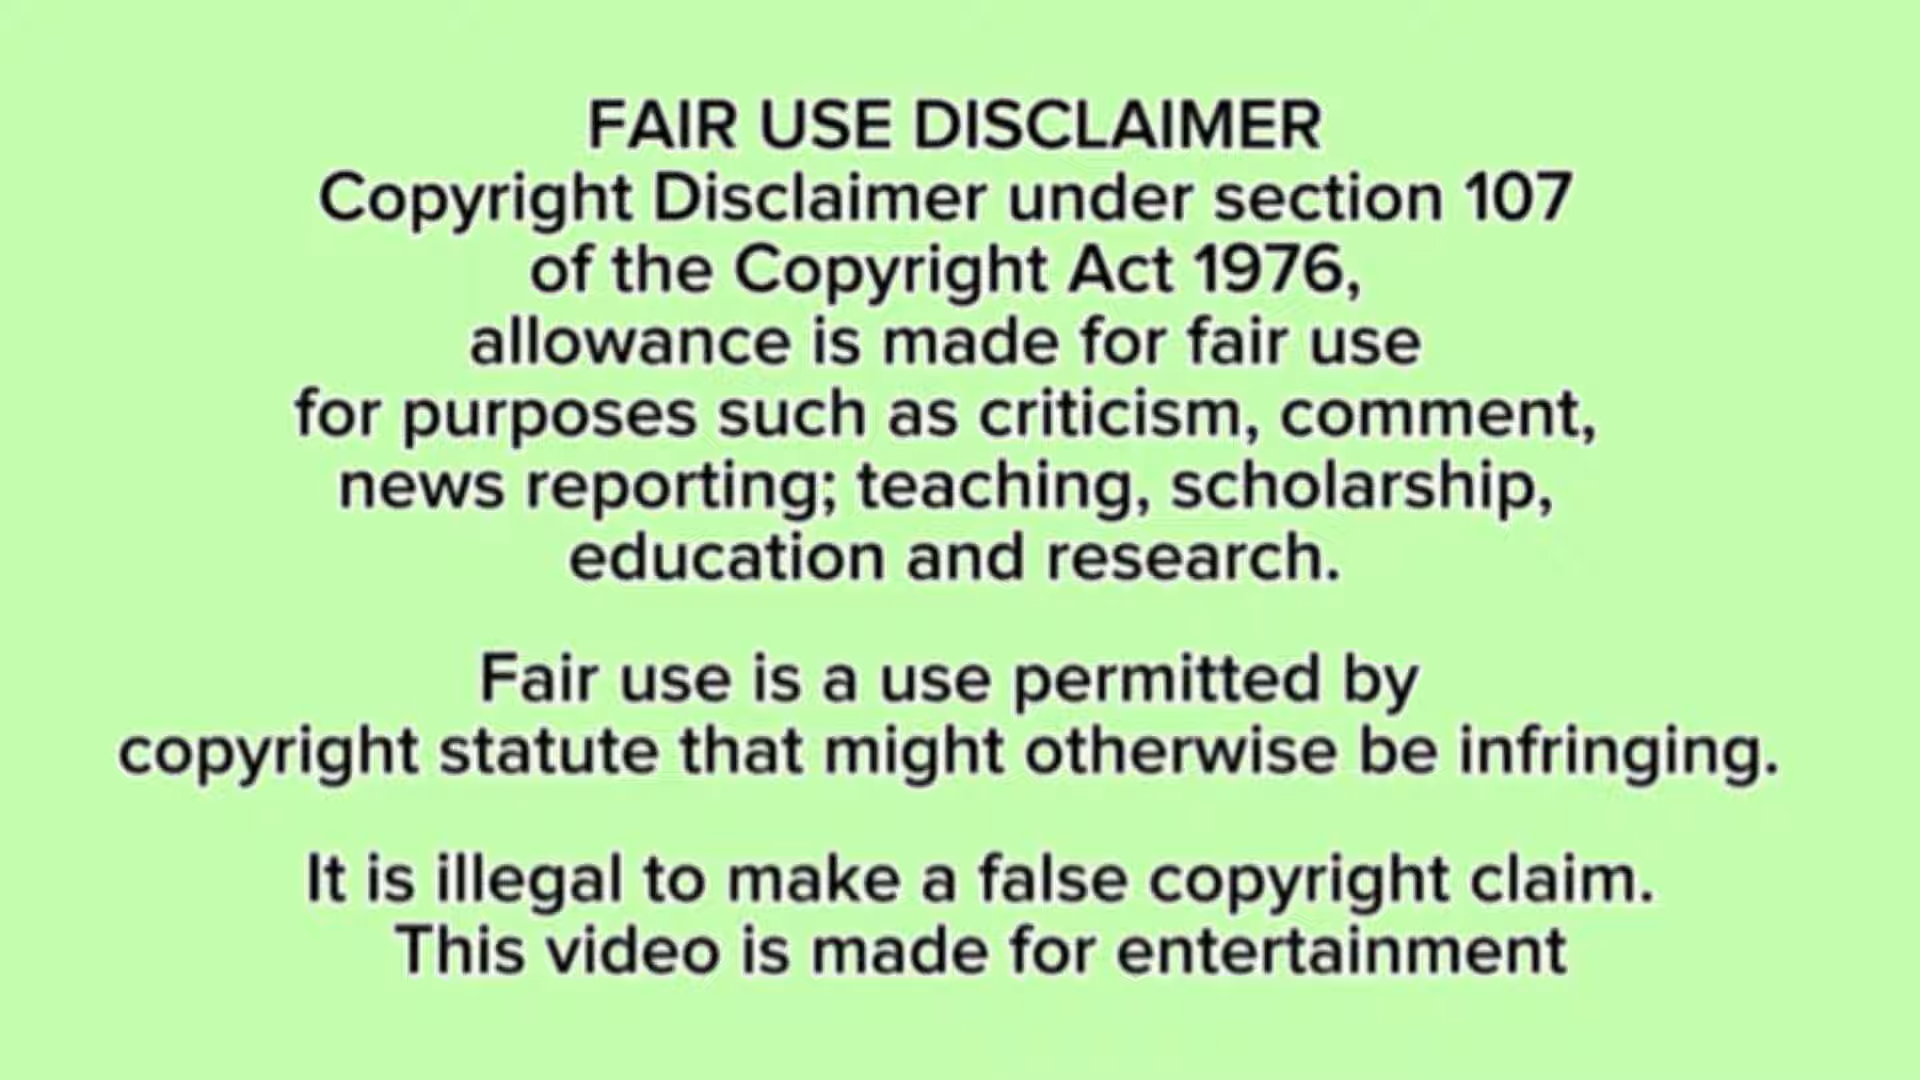 FAIR USE DISCLAIMER
Copyright Disclaimer under section 107
of the Copyright Act 1976,
allowance is made for fair use
for purposes such as criticism, comment,
news reporting; teaching, scholarship,
education and research.
Fair use is a use permitted by
copyright statute that might otherwise be infringing.
It is illegal to make a false copyright claim.
This video is made for entertainment